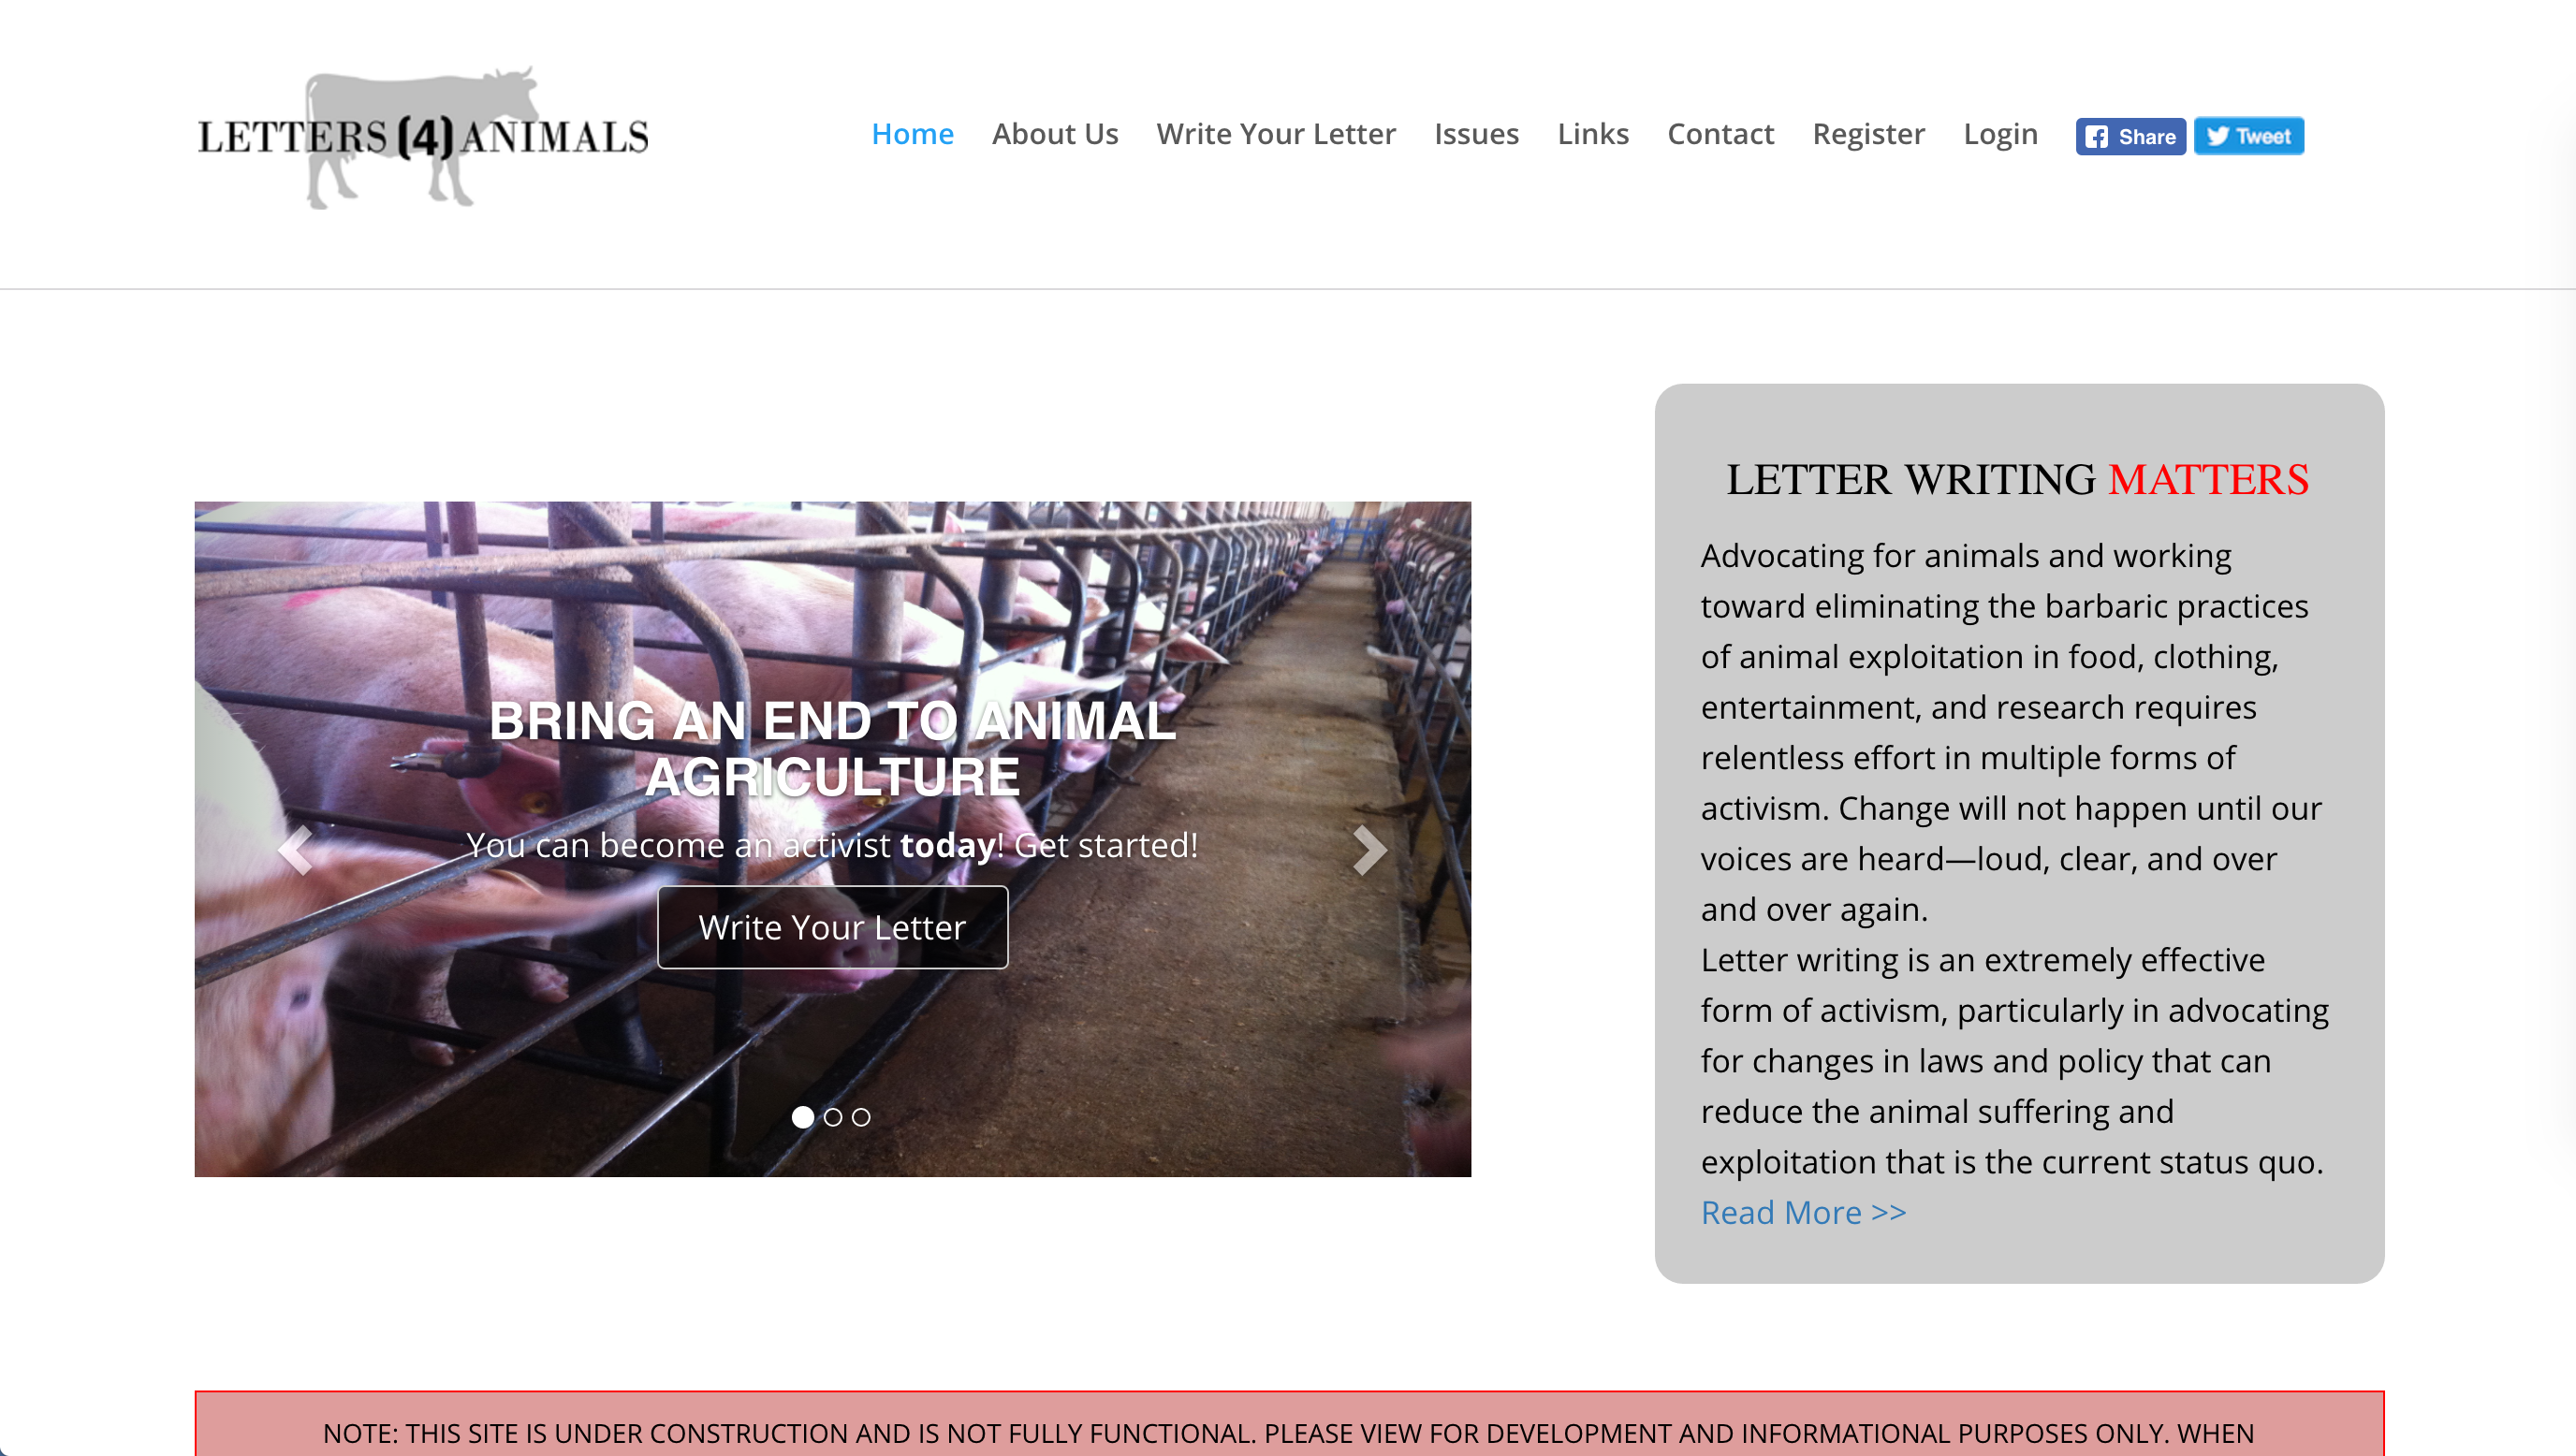 LETTERS (4) ANIMALS
Home About Us Write Your Letter Issues Links Contact Register Login Share Tweet
BRING AN END TO ANIMAL
AGRICULTURE
You can become an activist today! Get started!
Write Your Letter
LETTER WRITING MATTERS
Advocating for animals and working
toward eliminating the barbaric practices
of animal exploitation in food, clothing,
entertainment, and research requires
relentless effort in multiple forms of
activism. Change will not happen until our
voices are heard—loud, clear, and over
and over again.
Letter writing is an extremely effective
form of activism, particularly in advocating
for changes in laws and policy that can
reduce the animal suffering and
exploitation that is the current status quo.
Read More >>
NOTE: THIS SITE IS UNDER CONSTRUCTION AND IS NOT FULLY FUNCTIONAL. PLEASE VIEW FOR DEVELOPMENT AND INFORMATIONAL PURPOSES ONLY. WHEN